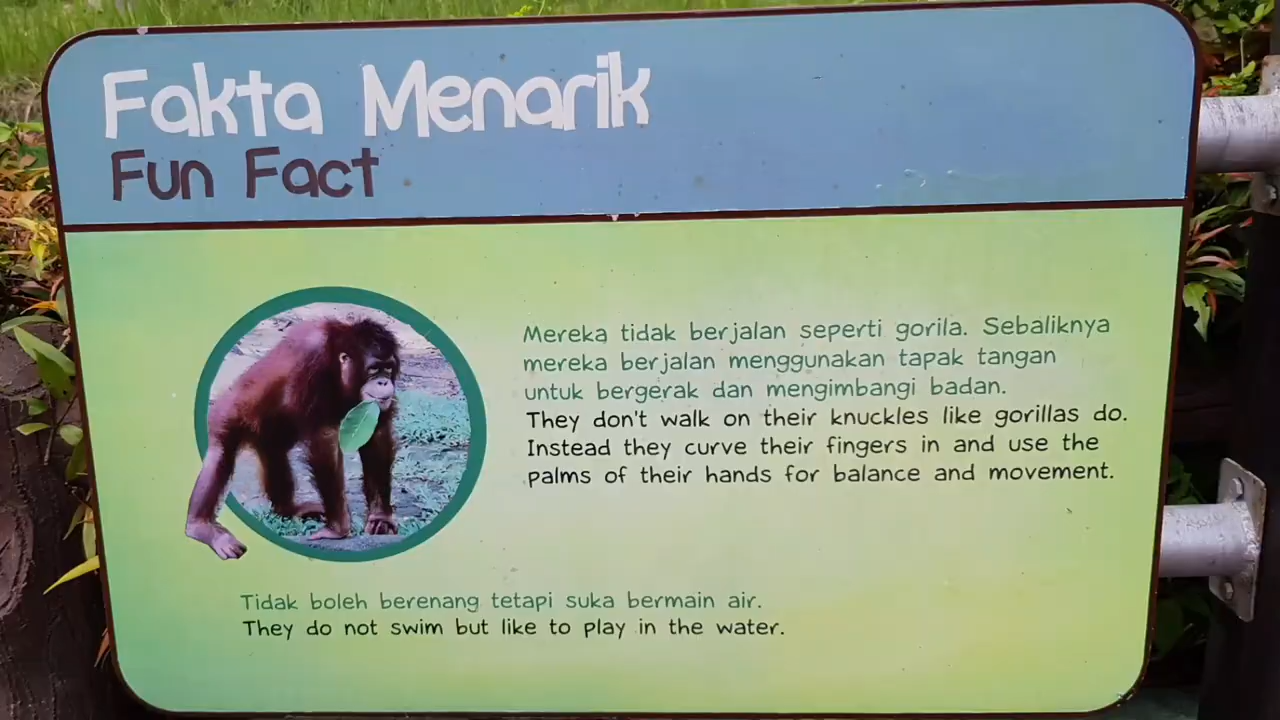 Fakta Menarik
Fun Fact
Mereka tidak berjalan seperti gorila. Sebaliknya
mereka berjalan menggunakan tapak tangan
untuk bergerak dan mengimbangi badan.
They don't walk on their knuckles like gorillas do.
Instead they curve their fingers in and use the
palms of their hands for balance and movement.
Tidak boleh berenang tetapi suka bermain air.
They do not swim but like to play in the water.